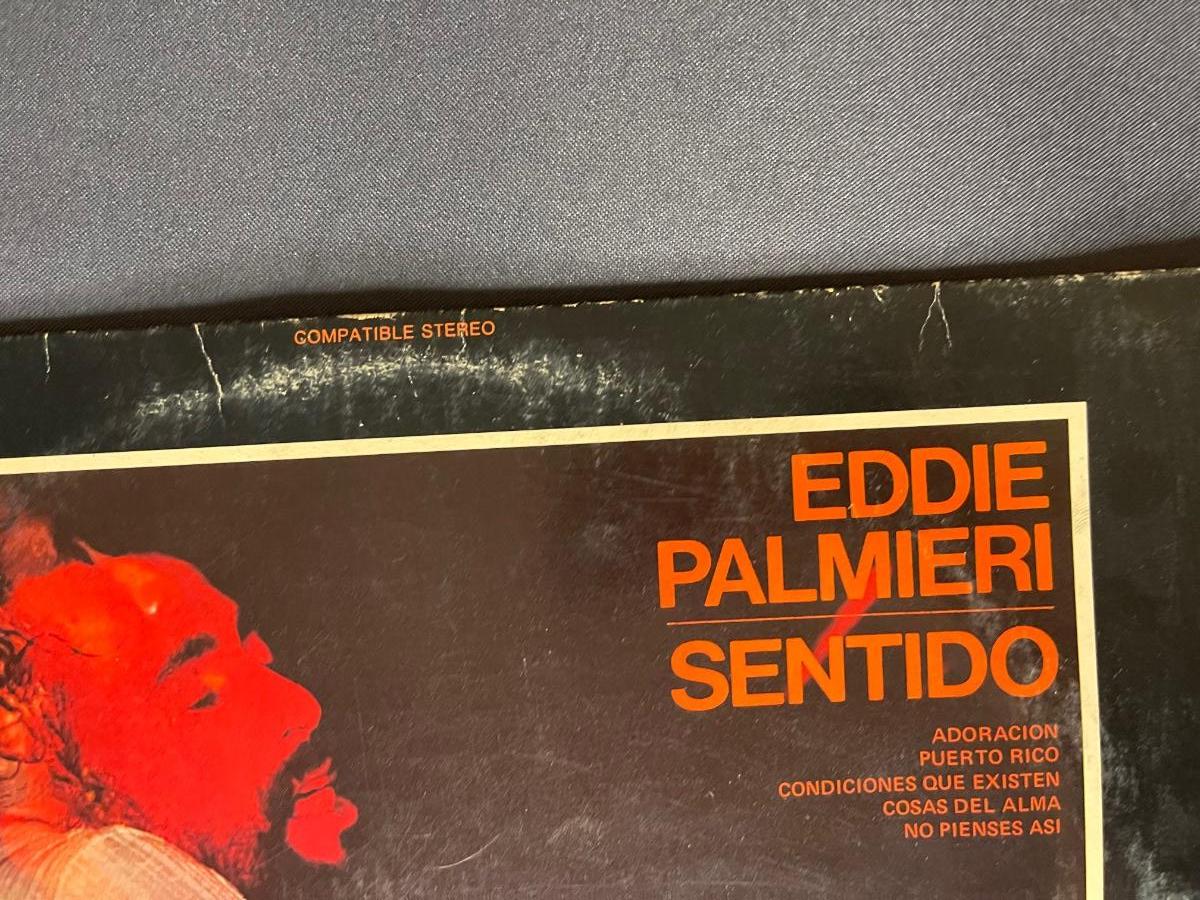 COMPATIBLE STEREO
EDDIE
PALMIERI
SENTIDO
ADORACION
PUERTO RICO
CONDICIONES QUE EXISTEN
COSAS DEL ALMA
NO PIENSES ASI